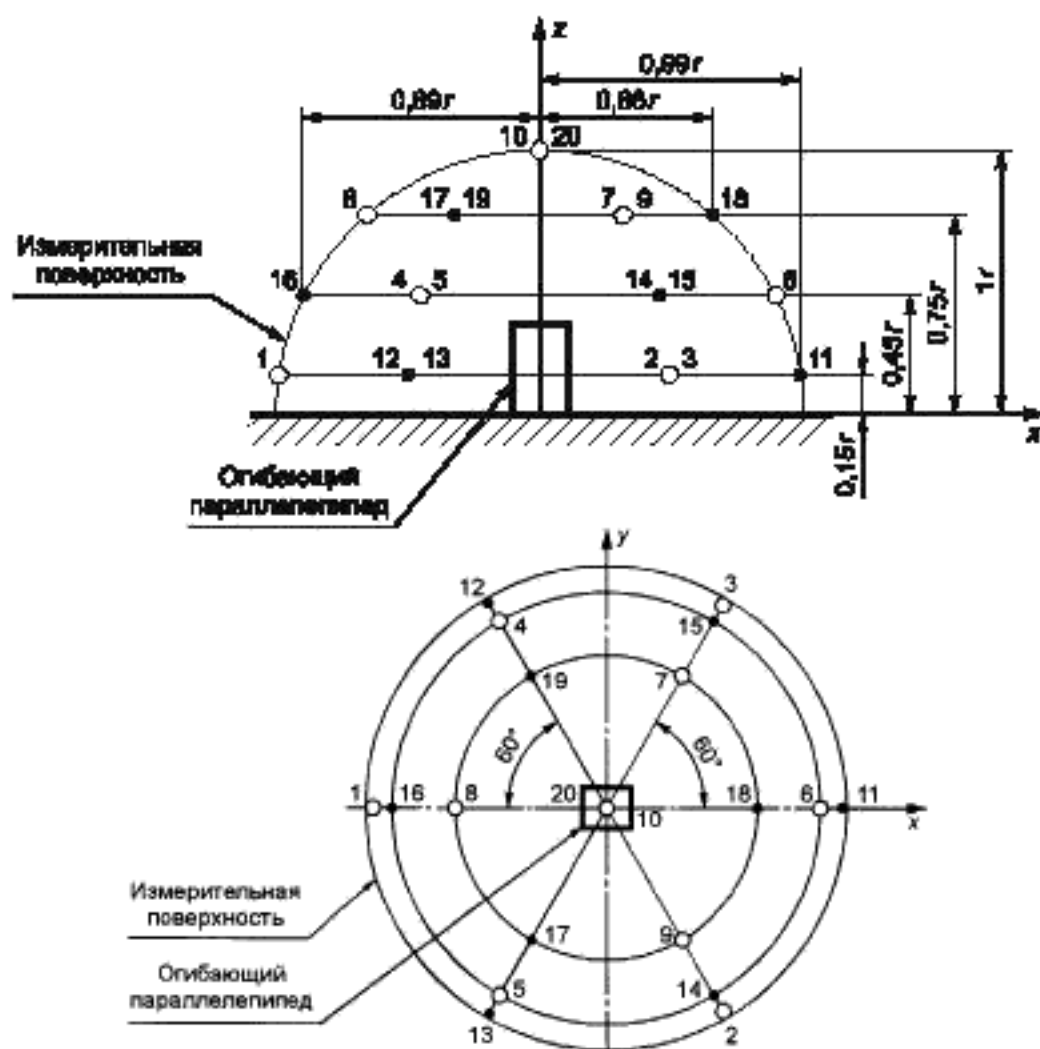 z
0,99r
0,89r
0,66r
10 20
8 17 19 7 9 18
Измерительная
поверхность
16 4 5 14 15 6
1 12 13 2 3 11
0,15r
0,45r
0,75r
1r
x
Огибающий
параллелепипед
y
12 3
4 15
19 7
60° 60°
1 16 8 20 18 6 11
10 x
Измерительная
поверхность
17 9
Огибающий
параллелепипед
5 14
13 2